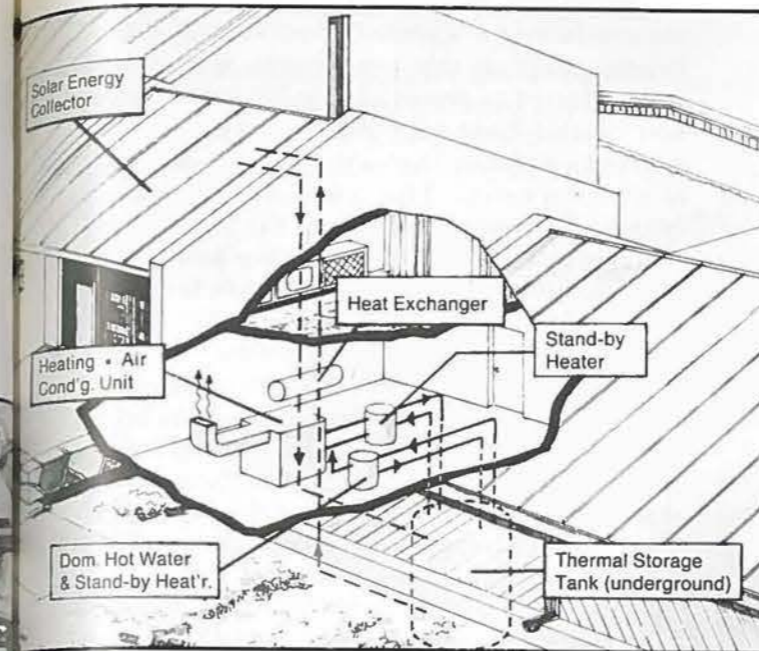 Solar Energy
Collector
Heat Exchanger
Stand-by
Heater
Heating • Air
Cond'g. Unit
Dom. Hot Water
& Stand-by Heat'r.
Thermal Storage
Tank (underground)